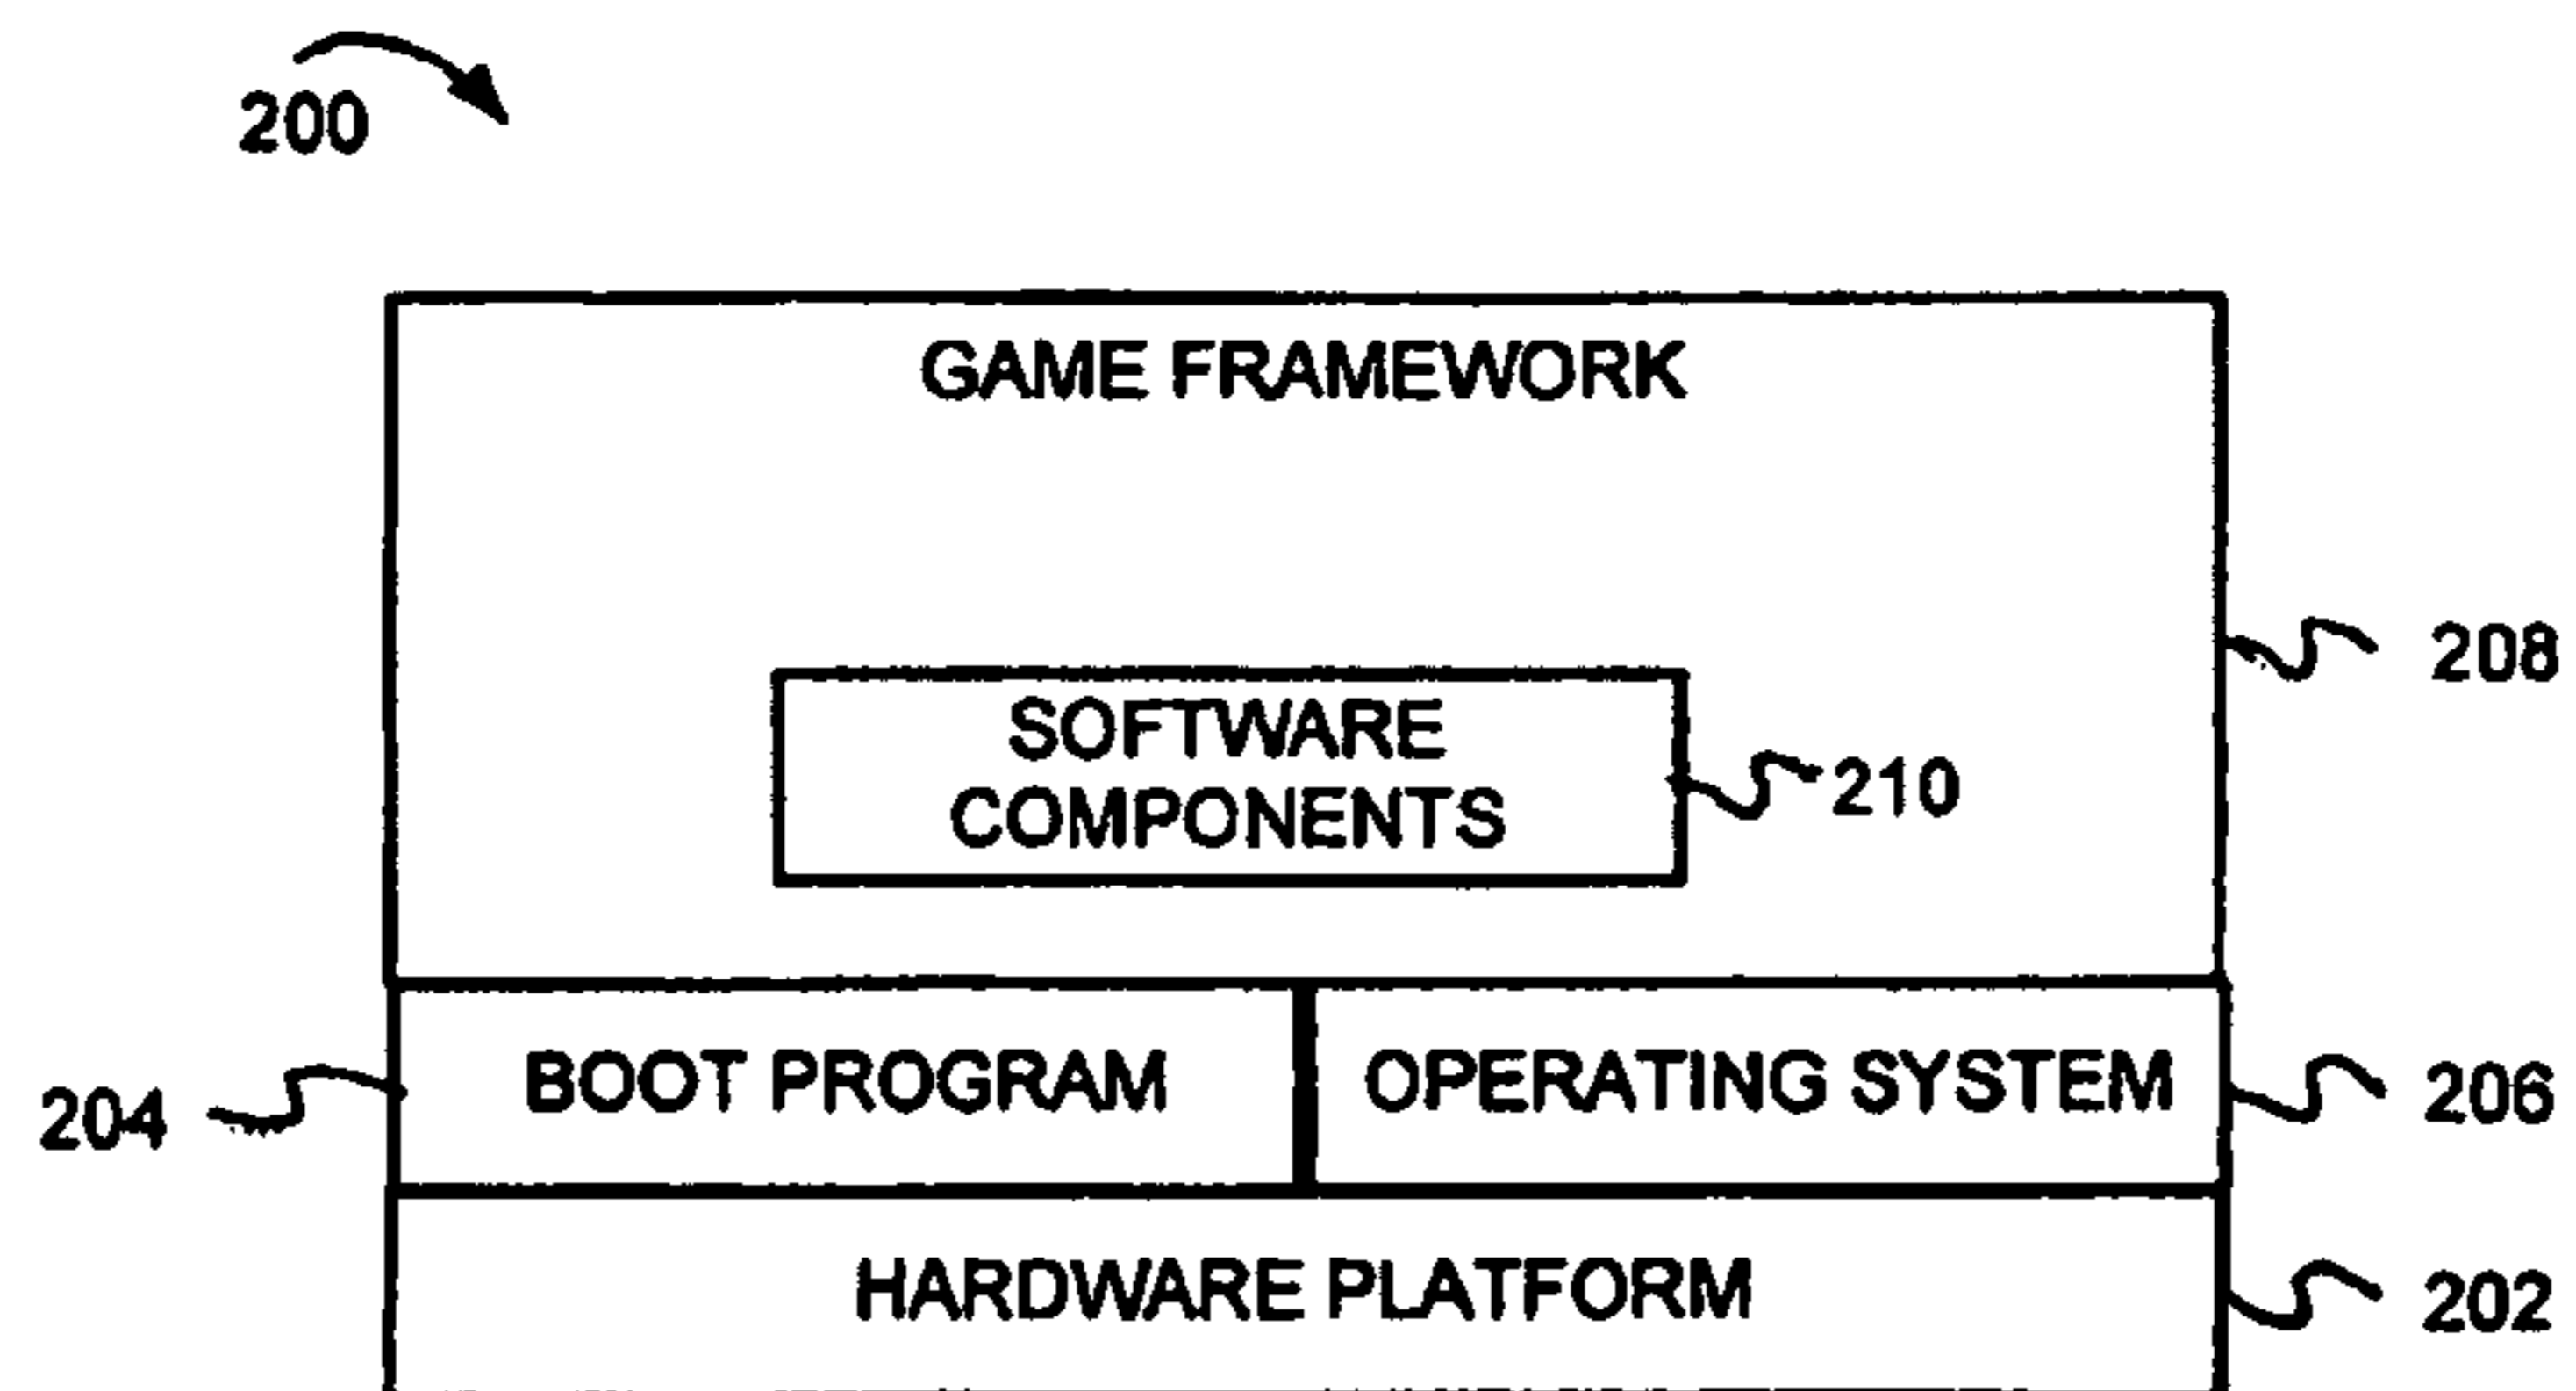 200
GAME FRAMEWORK
208
SOFTWARE
COMPONENTS
210
BOOT PROGRAM
OPERATING SYSTEM
204
206
HARDWARE PLATFORM
202